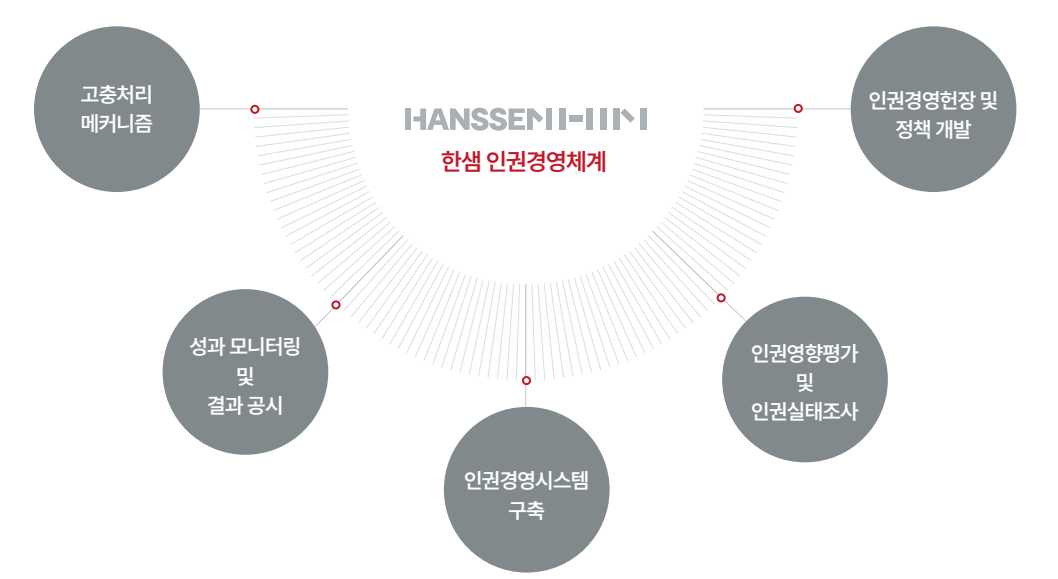 HANSSEM
한샘 인권경영체계
고충처리
메커니즘
인권경영헌장 및
정책 개발
성과 모니터링
및
결과 공시
인권영향평가
및
인권실태조사
인권경영시스템
구축